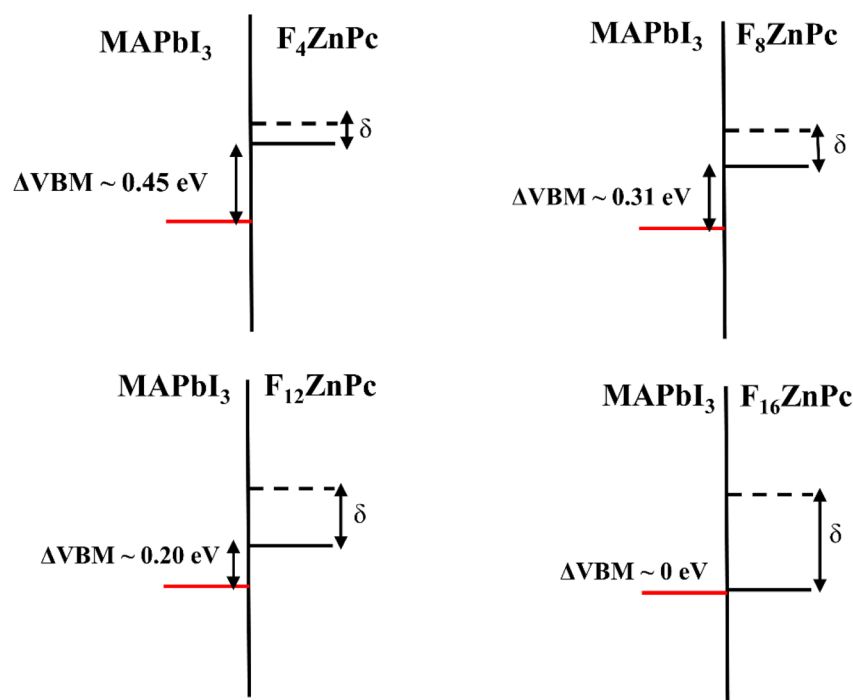 MAPbI₃ F₄ZnPc
δ
ΔVBM ~ 0.45 eV
MAPbI₃ F₈ZnPc
δ
ΔVBM ~ 0.31 eV
MAPbI₃ F₁₂ZnPc
δ
ΔVBM ~ 0.20 eV
MAPbI₃ F₁₆ZnPc
δ
ΔVBM ~ 0 eV